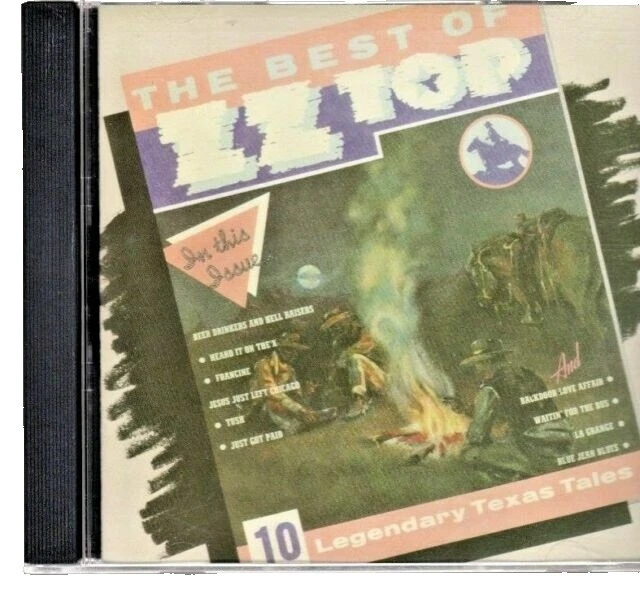 THE BEST OF
ZZ TOP
In this
Issue
BEER DRINKERS AND HELL RAISERS
• HEARD IT ON THE X
• FRANCINE
JESUS JUST LEFT CHICAGO
• TUSH
• JUST GOT PAID
And
BACKDOOR LOVE AFFAIR •
WAITIN' FOR THE BUS •
LA GRANGE •
BLUE JEAN BLUES •
10 Legendary Texas Tales